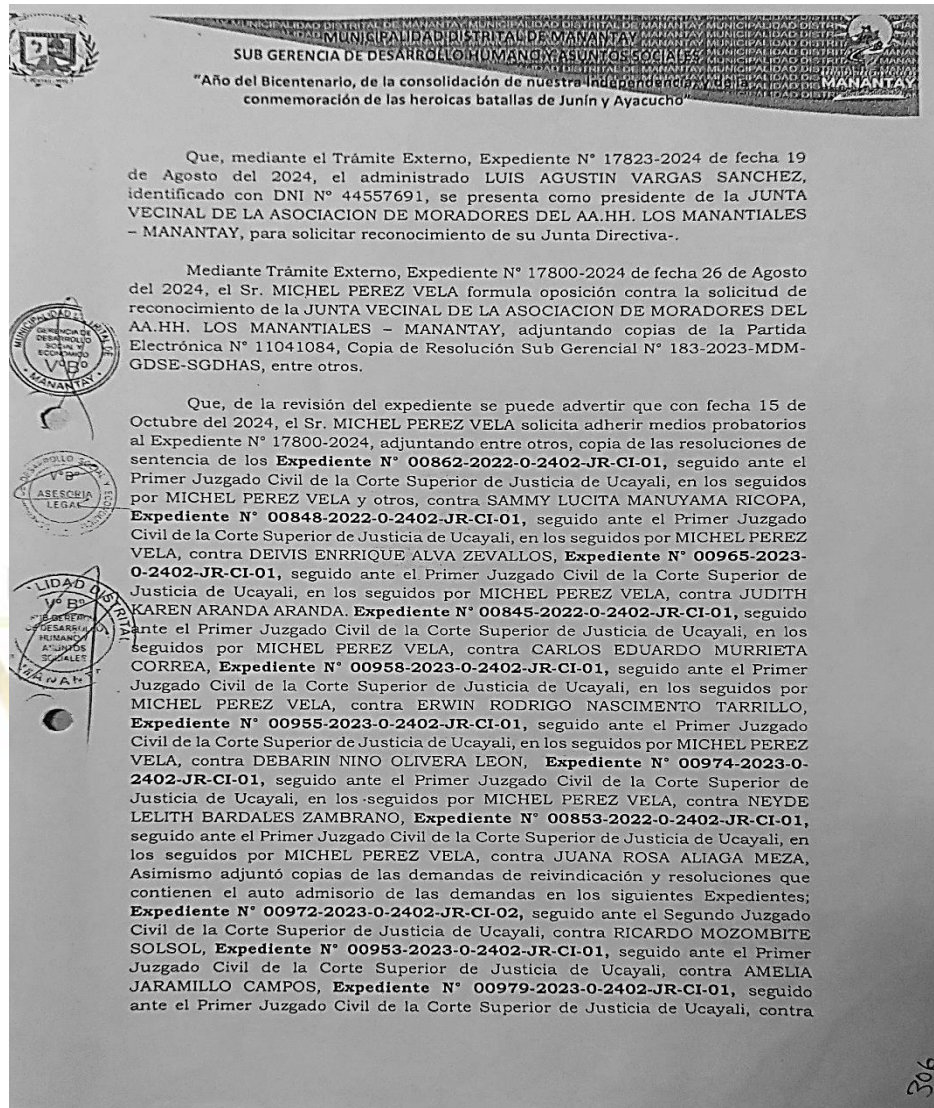 MUNICIPALIDAD DISTRITAL DE MANANTAY
SUB GERENCIA DE DESARROLLO HUMANO Y ASUNTOS SOCIALES
"Año del Bicentenario, de la consolidación de nuestra Independencia, y de la
conmemoración de las heroicas batallas de Junín y Ayacucho"
MANANTAY
Que, mediante el Trámite Externo, Expediente N° 17823-2024 de fecha 19
de Agosto del 2024, el administrado LUIS AGUSTIN VARGAS SANCHEZ,
identificado con DNI N° 44557691, se presenta como presidente de la JUNTA
VECINAL DE LA ASOCIACION DE MORADORES DEL AA.HH. LOS MANANTIALES
– MANANTAY, para solicitar reconocimiento de su Junta Directiva-.
Mediante Trámite Externo, Expediente N° 17800-2024 de fecha 26 de Agosto
del 2024, el Sr. MICHEL PEREZ VELA formula oposición contra la solicitud de
reconocimiento de la JUNTA VECINAL DE LA ASOCIACION DE MORADORES DEL
AA.HH. LOS MANANTIALES – MANANTAY, adjuntando copias de la Partida
Electrónica N° 11041084, Copia de Resolución Sub Gerencial N° 183-2023-MDM-
GDSE-SGDHAS, entre otros.
Que, de la revisión del expediente se puede advertir que con fecha 15 de
Octubre del 2024, el Sr. MICHEL PEREZ VELA solicita adherir medios probatorios
al Expediente N° 17800-2024, adjuntando entre otros, copia de las resoluciones de
sentencia de los Expediente N° 00862-2022-0-2402-JR-CI-01, seguido ante el
Primer Juzgado Civil de la Corte Superior de Justicia de Ucayali, en los seguidos
por MICHEL PEREZ VELA y otros, contra SAMMY LUCITA MANUYAMA RICOPA,
Expediente N° 00848-2022-0-2402-JR-CI-01, seguido ante el Primer Juzgado
Civil de la Corte Superior de Justicia de Ucayali, en los seguidos por MICHEL PEREZ
VELA, contra DEIVIS ENRRIQUE ALVA ZEVALLOS, Expediente N° 00965-2023-
0-2402-JR-CI-01, seguido ante el Primer Juzgado Civil de la Corte Superior de
Justicia de Ucayali, en los seguidos por MICHEL PEREZ VELA, contra JUDITH
KAREN ARANDA ARANDA. Expediente N° 00845-2022-0-2402-JR-CI-01, seguido
ante el Primer Juzgado Civil de la Corte Superior de Justicia de Ucayali, en los
seguidos por MICHEL PEREZ VELA, contra CARLOS EDUARDO MURRIETA
CORREA, Expediente N° 00958-2023-0-2402-JR-CI-01, seguido ante el Primer
Juzgado Civil de la Corte Superior de Justicia de Ucayali, en los seguidos por
MICHEL PEREZ VELA, contra ERWIN RODRIGO NASCIMENTO TARRILLO,
Expediente N° 00955-2023-0-2402-JR-CI-01, seguido ante el Primer Juzgado
Civil de la Corte Superior de Justicia de Ucayali, en los seguidos por MICHEL PEREZ
VELA, contra DEBARIN NINO OLIVERA LEON, Expediente N° 00974-2023-0-
2402-JR-CI-01, seguido ante el Primer Juzgado Civil de la Corte Superior de
Justicia de Ucayali, en los seguidos por MICHEL PEREZ VELA, contra NEYDE
LELITH BARDALES ZAMBRANO, Expediente N° 00853-2022-0-2402-JR-CI-01,
seguido ante el Primer Juzgado Civil de la Corte Superior de Justicia de Ucayali, en
los seguidos por MICHEL PEREZ VELA, contra JUANA ROSA ALIAGA MEZA,
Asimismo adjuntó copias de las demandas de reivindicación y resoluciones que
contienen el auto admisorio de las demandas en los siguientes Expedientes;
Expediente N° 00972-2023-0-2402-JR-CI-02, seguido ante el Segundo Juzgado
Civil de la Corte Superior de Justicia de Ucayali, contra RICARDO MOZOMBITE
SOLSOL, Expediente N° 00953-2023-0-2402-JR-CI-01, seguido ante el Primer
Juzgado Civil de la Corte Superior de Justicia de Ucayali, contra AMELIA
JARAMILLO CAMPOS, Expediente N° 00979-2023-0-2402-JR-CI-01, seguido
ante el Primer Juzgado Civil de la Corte Superior de Justicia de Ucayali, contra
GERENCIA DE
DESARROLLO
SOCIAL Y
ECONOMICO
V°B°
MANANTAY
V°B°
ASESORIA
LEGAL
V° B°
DESARROLLO
HUMANO Y
ASUNTOS
SOCIALES
306